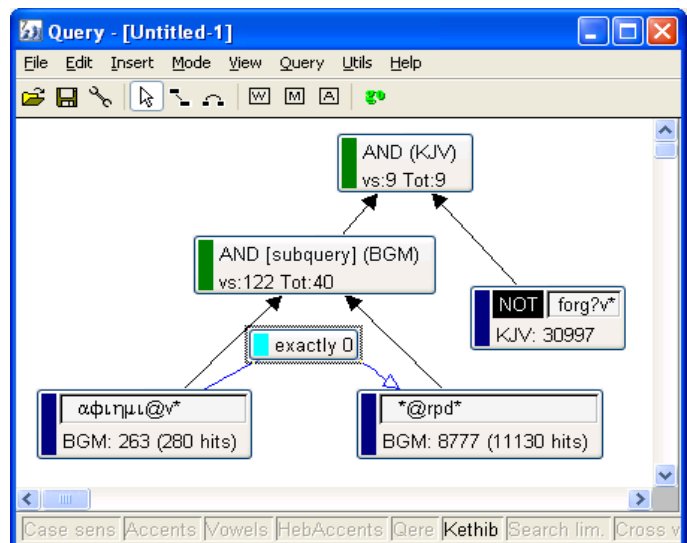 Query - [Untitled-1]
File Edit Insert Mode View Query Utils Help
W M A go
AND (KJV)
vs:9 Tot:9
AND [subquery] (BGM)
vs:122 Tot:40
NOT forg?v*
KJV: 30997
exactly 0
αφιημι@v*
BGM: 263 (280 hits)
*@rpd*
BGM: 8777 (11130 hits)
Case sens Accents Vowels HebAccents Qere Kethib Search lim. Cross v